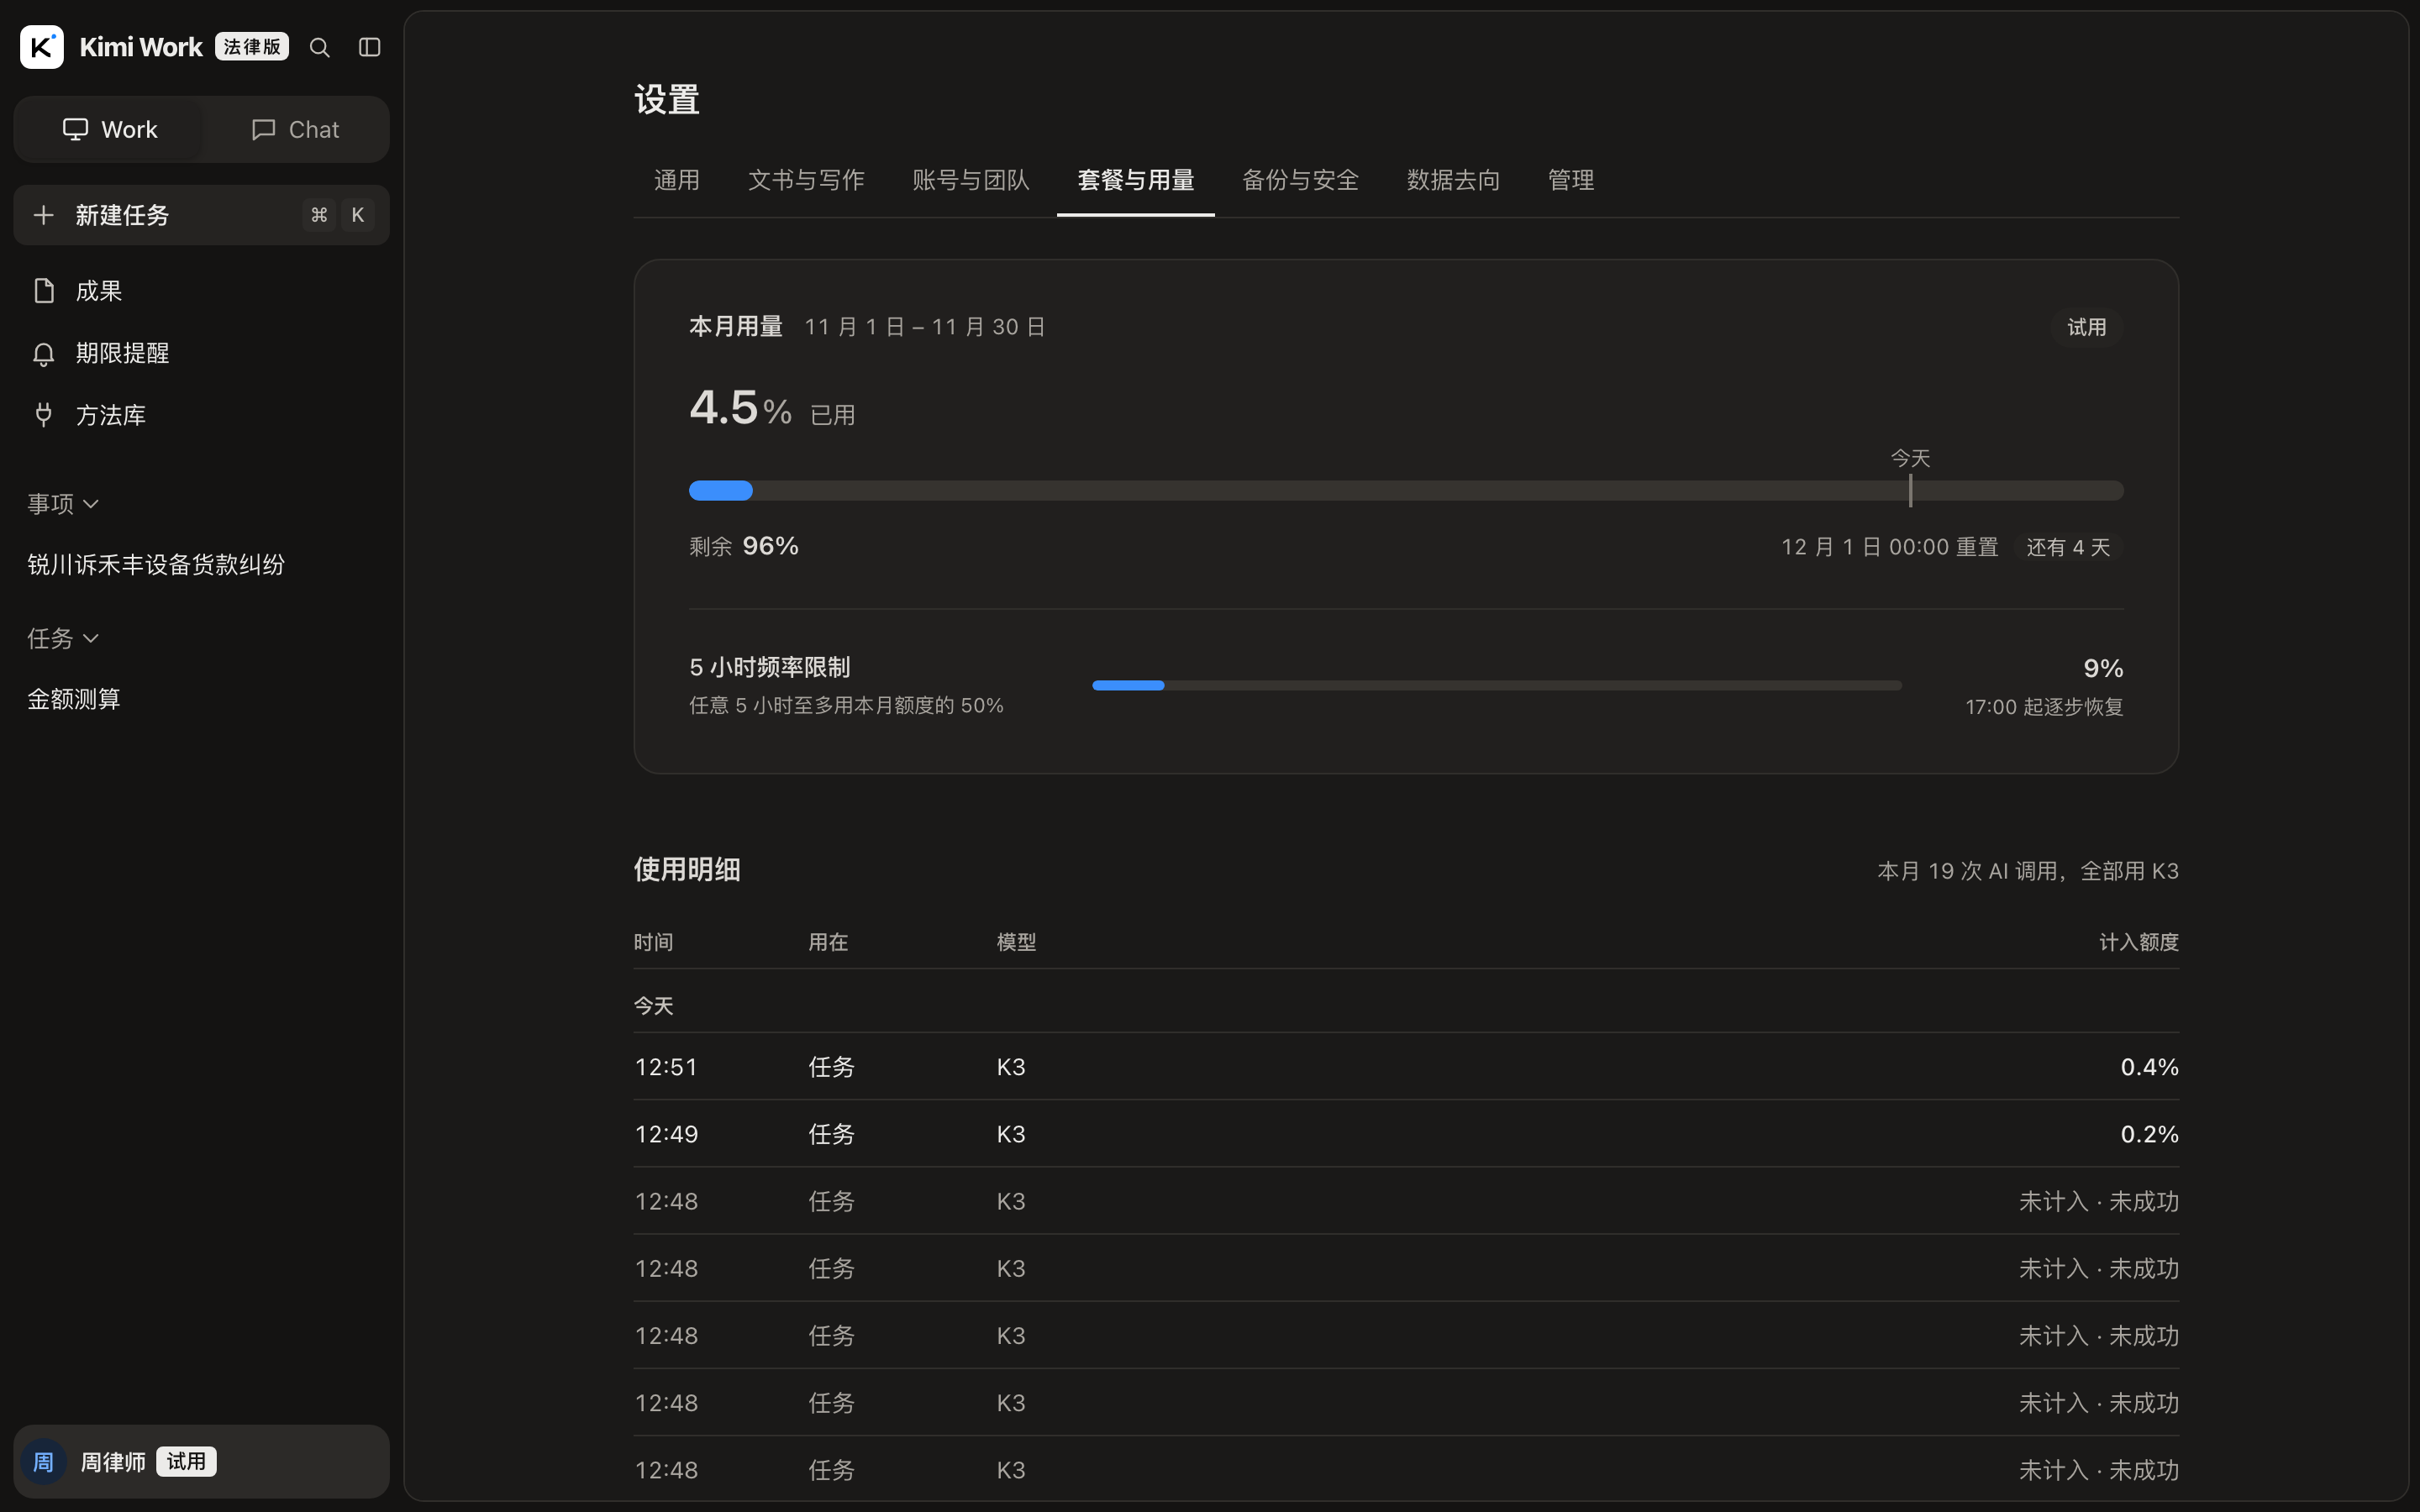 Kimi Work 法律版
Work
Chat
新建任务 ⌘ K
成果
期限提醒
方法库
事项
锐川诉禾丰设备货款纠纷
任务
金额测算
周 周律师 试用
设置
通用 文书与写作 账号与团队 套餐与用量 备份与安全 数据去向 管理
本月用量 11 月 1 日 – 11 月 30 日 试用
4.5% 已用
今天
剩余 96% 12 月 1 日 00:00 重置 还有 4 天
5 小时频率限制 9%
任意 5 小时至多用本月额度的 50% 17:00 起逐步恢复
使用明细 本月 19 次 AI 调用，全部用 K3
时间 用在 模型 计入额度
今天
12:51 任务 K3 0.4%
12:49 任务 K3 0.2%
12:48 任务 K3 未计入 · 未成功
12:48 任务 K3 未计入 · 未成功
12:48 任务 K3 未计入 · 未成功
12:48 任务 K3 未计入 · 未成功
12:48 任务 K3 未计入 · 未成功